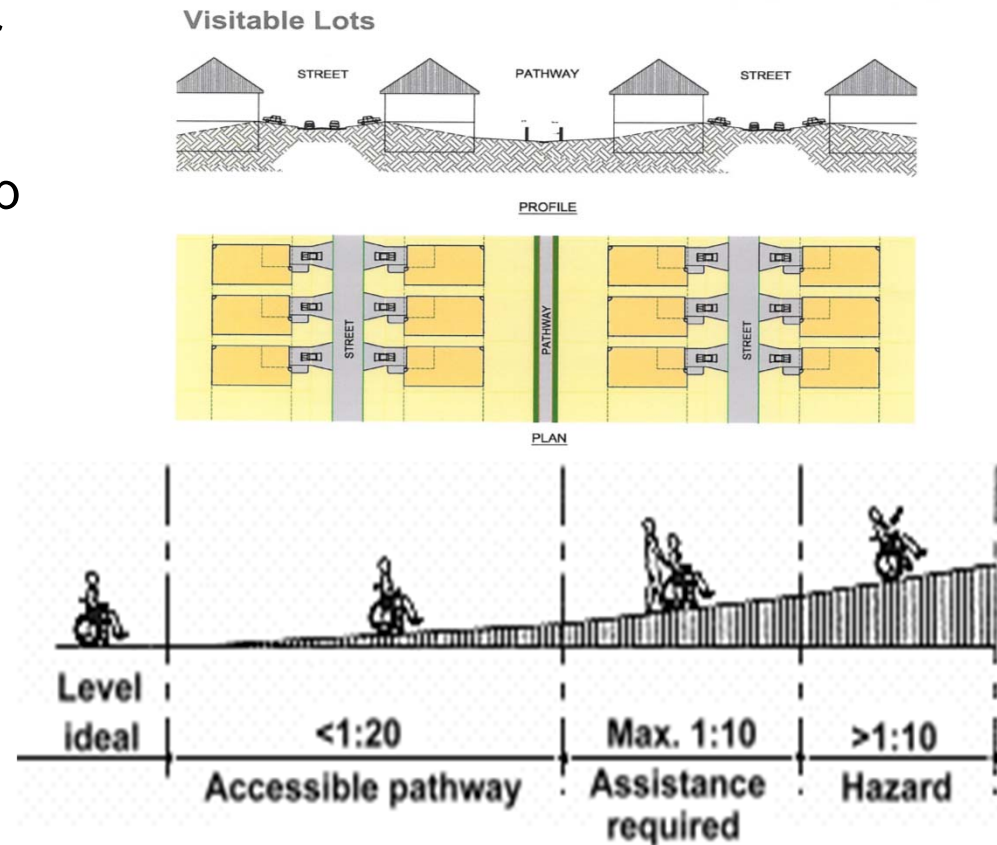 Visitable Lots
STREET PATHWAY STREET
PROFILE
STREET PATHWAY STREET
PLAN
Level
ideal
<1:20
Accessible pathway
Max. 1:10
Assistance
required
>1:10
Hazard